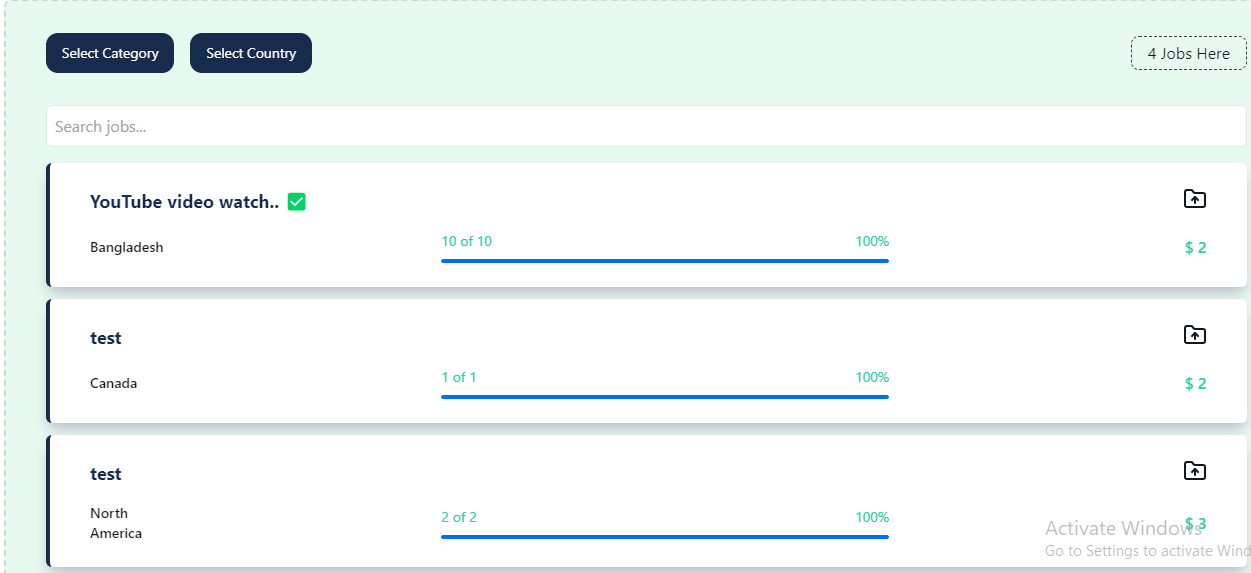 Select Category Select Country 4 Jobs Here
Search jobs...
YouTube video watch.. ✅
Bangladesh 10 of 10 100% $ 2
test
Canada 1 of 1 100% $ 2
test
North
America 2 of 2 100% $ 3
Activate Windows
Go to Settings to activate Wind